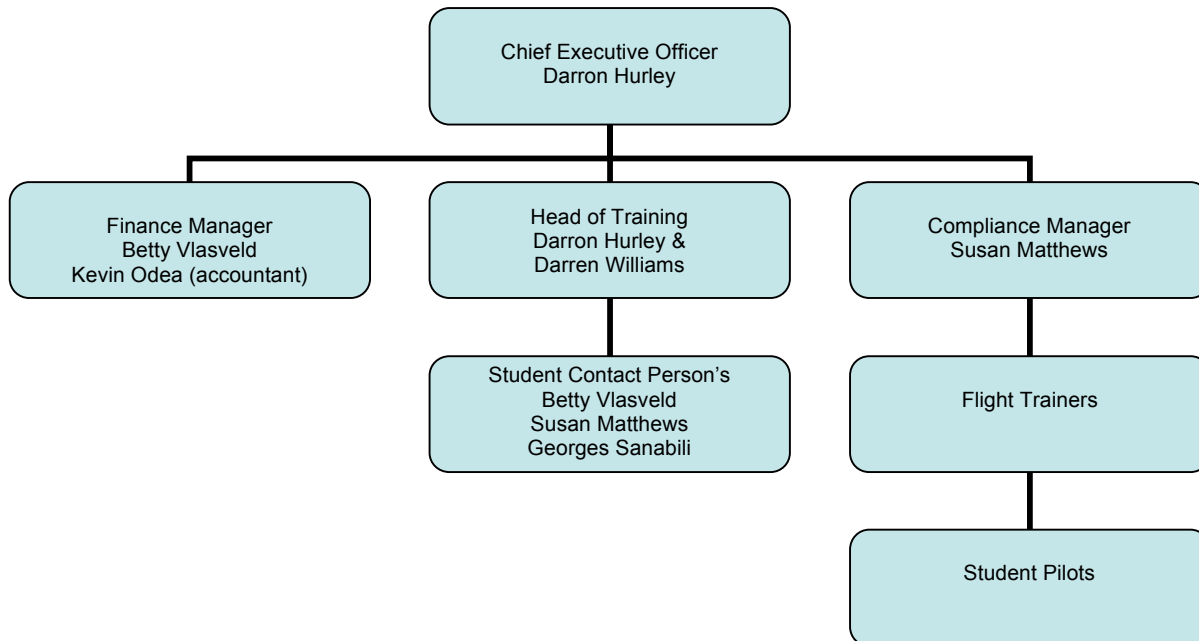 Chief Executive Officer
Darron Hurley
Finance Manager
Betty Vlasveld
Kevin Odea (accountant)
Head of Training
Darron Hurley &
Darren Williams
Compliance Manager
Susan Matthews
Student Contact Person's
Betty Vlasveld
Susan Matthews
Georges Sanabili
Flight Trainers
Student Pilots